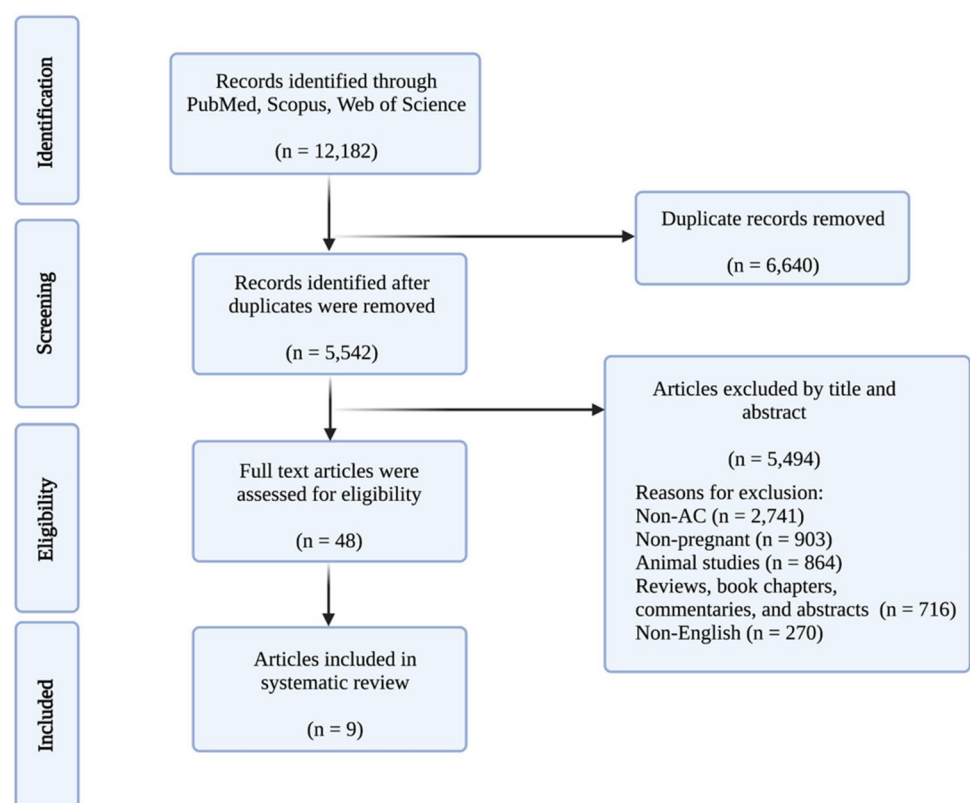 Identification
Records identified through
PubMed, Scopus, Web of Science
(n = 12,182)
Duplicate records removed
(n = 6,640)
Screening
Records identified after
duplicates were removed
(n = 5,542)
Articles excluded by title and
abstract
(n = 5,494)
Reasons for exclusion:
Non-AC (n = 2,741)
Non-pregnant (n = 903)
Animal studies (n = 864)
Reviews, book chapters,
commentaries, and abstracts (n = 716)
Non-English (n = 270)
Eligibility
Full text articles were
assessed for eligibility
(n = 48)
Included
Articles included in
systematic review
(n = 9)